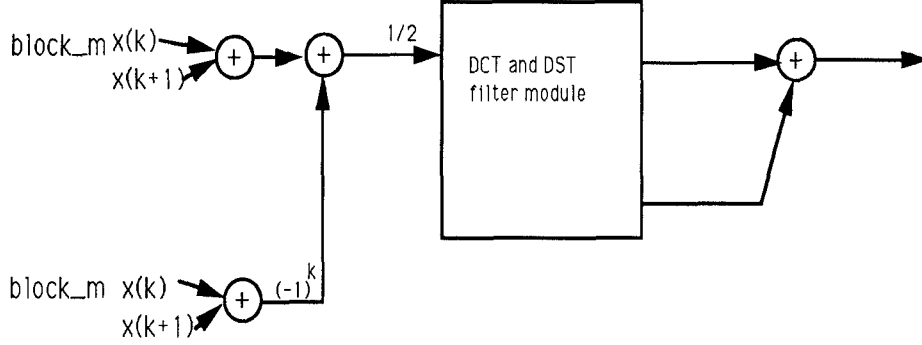 block_m x(k)
x(k+1)
+
+
1/2
DCT and DST
filter module
+
block_m x(k)
x(k+1)
+
(-1)^k